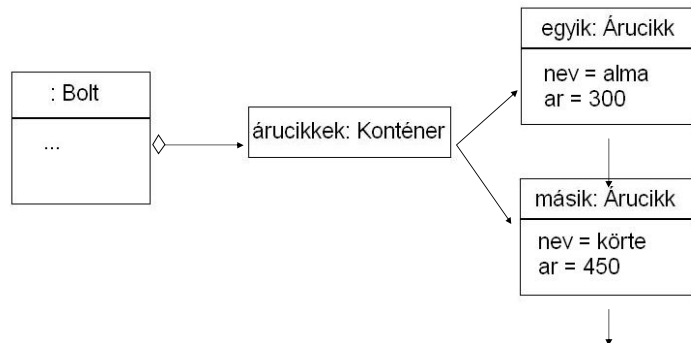 : Bolt
...
árucikkek: Konténer
egyik: Árucikk
nev = alma
ar = 300
másik: Árucikk
nev = körte
ar = 450